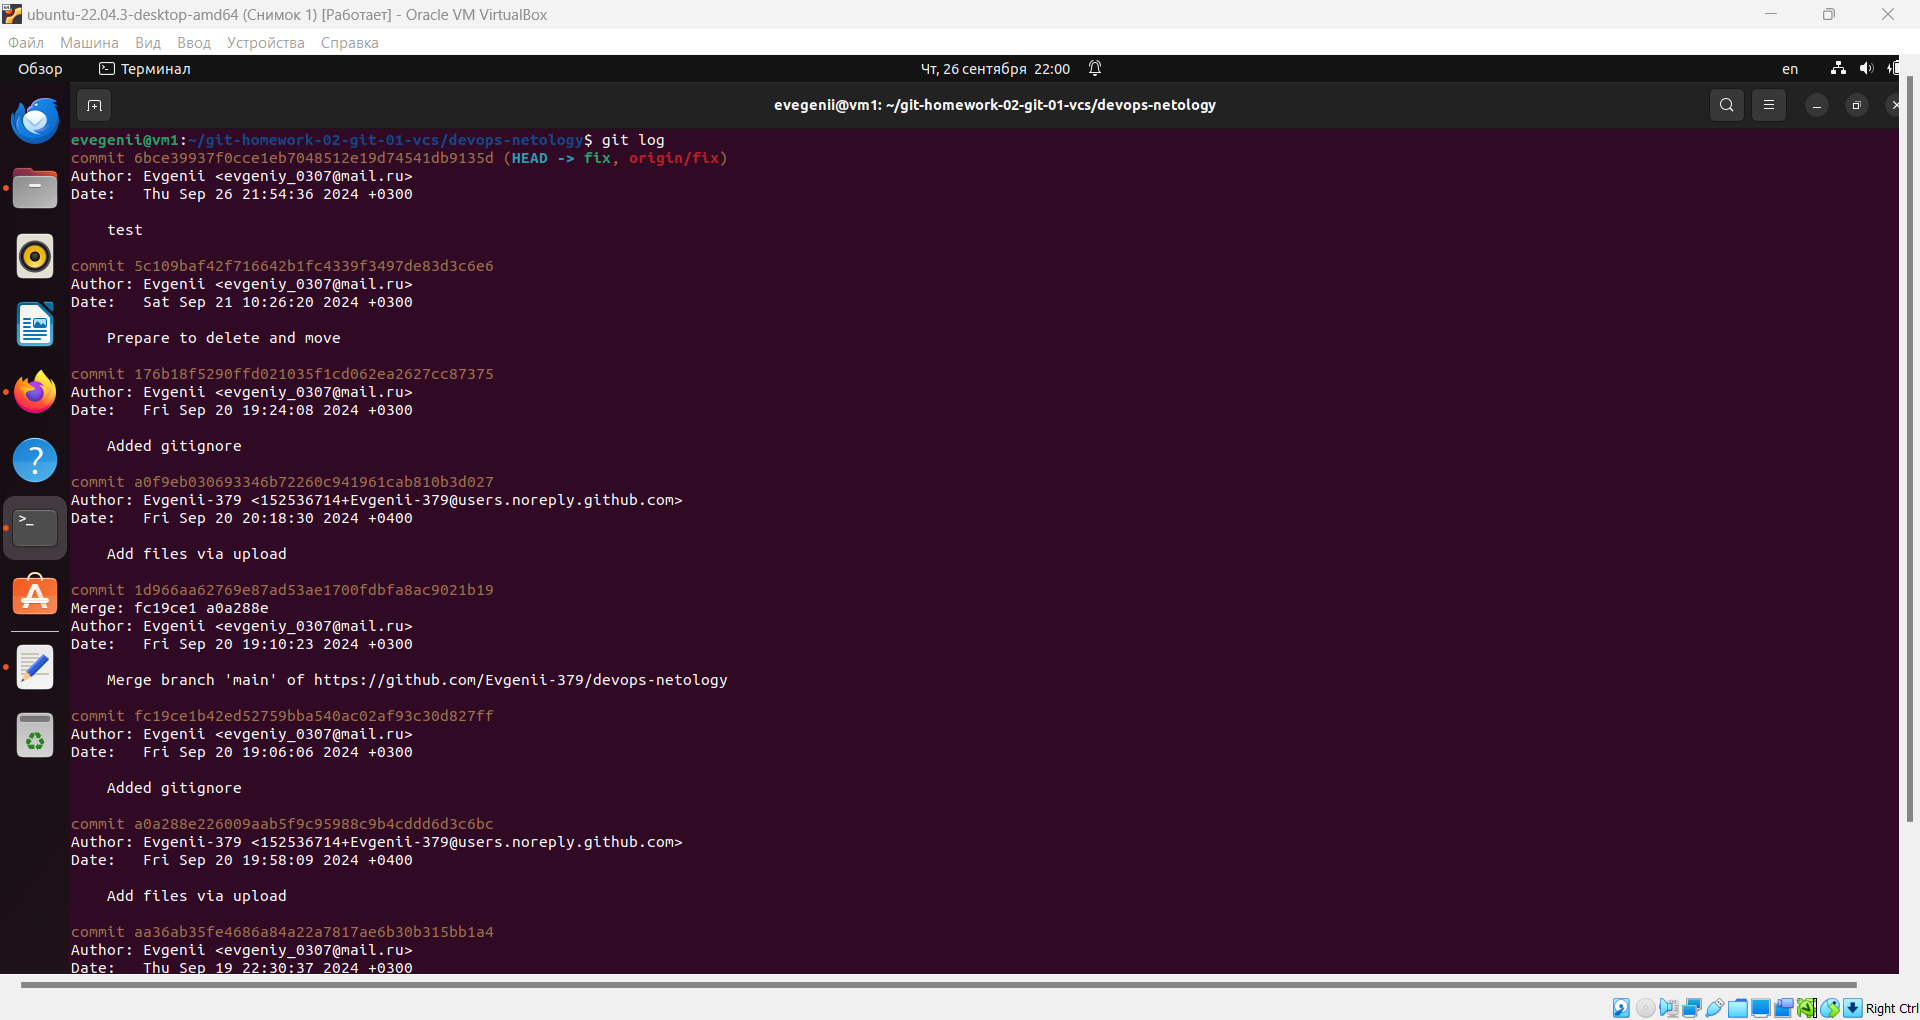 ubuntu-22.04.3-desktop-amd64 (Снимок 1) [Работает] - Oracle VM VirtualBox
Файл Машина Вид Ввод Устройства Справка
Обзор Терминал Чт, 26 сентября 22:00 en
evegenii@vm1: ~/git-homework-02-git-01-vcs/devops-netology
evegenii@vm1:~/git-homework-02-git-01-vcs/devops-netology$ git log
commit 6bce39937f0cce1eb7048512e19d74541db9135d (HEAD -> fix, origin/fix)
Author: Evgenii <evgeniy_0307@mail.ru>
Date:   Thu Sep 26 21:54:36 2024 +0300
test
commit 5c109baf42f716642b1fc4339f3497de83d3c6e6
Author: Evgenii <evgeniy_0307@mail.ru>
Date:   Sat Sep 21 10:26:20 2024 +0300
Prepare to delete and move
commit 176b18f5290ffd021035f1cd062ea2627cc87375
Author: Evgenii <evgeniy_0307@mail.ru>
Date:   Fri Sep 20 19:24:08 2024 +0300
Added gitignore
commit a0f9eb030693346b72260c941961cab810b3d027
Author: Evgenii-379 <152536714+Evgenii-379@users.noreply.github.com>
Date:   Fri Sep 20 20:18:30 2024 +0400
Add files via upload
commit 1d966aa62769e87ad53ae1700fdbfa8ac9021b19
Merge: fc19ce1 a0a288e
Author: Evgenii <evgeniy_0307@mail.ru>
Date:   Fri Sep 20 19:10:23 2024 +0300
Merge branch 'main' of https://github.com/Evgenii-379/devops-netology
commit fc19ce1b42ed52759bba540ac02af93c30d827ff
Author: Evgenii <evgeniy_0307@mail.ru>
Date:   Fri Sep 20 19:06:06 2024 +0300
Added gitignore
commit a0a288e226009aab5f9c95988c9b4cddd6d3c6bc
Author: Evgenii-379 <152536714+Evgenii-379@users.noreply.github.com>
Date:   Fri Sep 20 19:58:09 2024 +0400
Add files via upload
commit aa36ab35fe4686a84a22a7817ae6b30b315bb1a4
Author: Evgenii <evgeniy_0307@mail.ru>
Date:   Thu Sep 19 22:30:37 2024 +0300
Right Ctrl